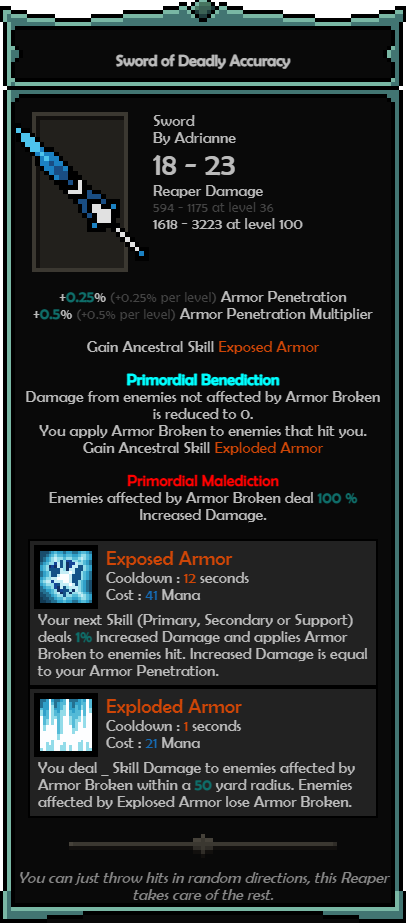 Sword of Deadly Accuracy
Sword
By Adrianne
18 - 23
Reaper Damage
594 - 1175 at level 36
1618 - 3223 at level 100
+0.25% (+0.25% per level) Armor Penetration
+0.5% (+0.5% per level) Armor Penetration Multiplier
Gain Ancestral Skill Exposed Armor
Primordial Benediction
Damage from enemies not affected by Armor Broken
is reduced to 0.
You apply Armor Broken to enemies that hit you.
Gain Ancestral Skill Exploded Armor
Primordial Malediction
Enemies affected by Armor Broken deal 100 %
Increased Damage.
Exposed Armor
Cooldown : 12 seconds
Cost : 41 Mana
Your next Skill (Primary, Secondary or Support)
deals 1% Increased Damage and applies Armor
Broken to enemies hit. Increased Damage is equal
to your Armor Penetration.
Exploded Armor
Cooldown : 1 seconds
Cost : 21 Mana
You deal _ Skill Damage to enemies affected by
Armor Broken within a 50 yard radius. Enemies
affected by Explosed Armor lose Armor Broken.
You can just throw hits in random directions, this Reaper
takes care of the rest.